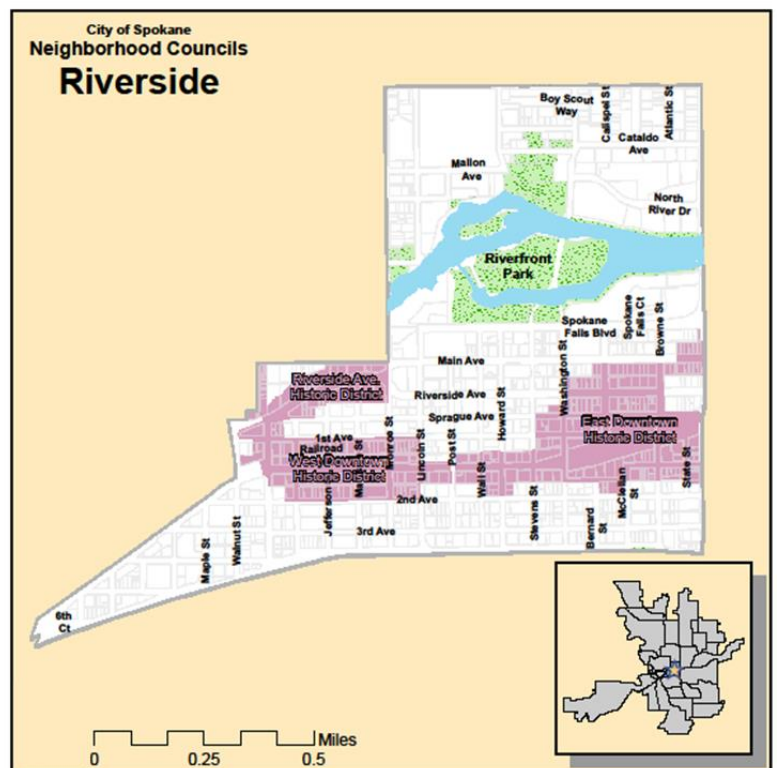 City of Spokane
Neighborhood Councils
Riverside
Boy Scout
Way
Calispel St
Atlantic St
Cataldo
Ave
Mallon
Ave
North
River Dr
Riverfront
Park
Spokane
Falls Blvd
Spokane
Falls Ct
Browne St
Washington St
Main Ave
Riverside Ave.
Historic District
Riverside Ave
Howard St
Sprague Ave
East Downtown
Historic District
1st Ave
Railroad
Monroe St
Lincoln St
Post St
West Downtown
Historic District
Wall St
State St
McClellan
St
2nd Ave
Jefferson
Stevens St
Bernard
St
3rd Ave
Walnut St
Maple St
6th
Ct
Miles
0 0.25 0.5